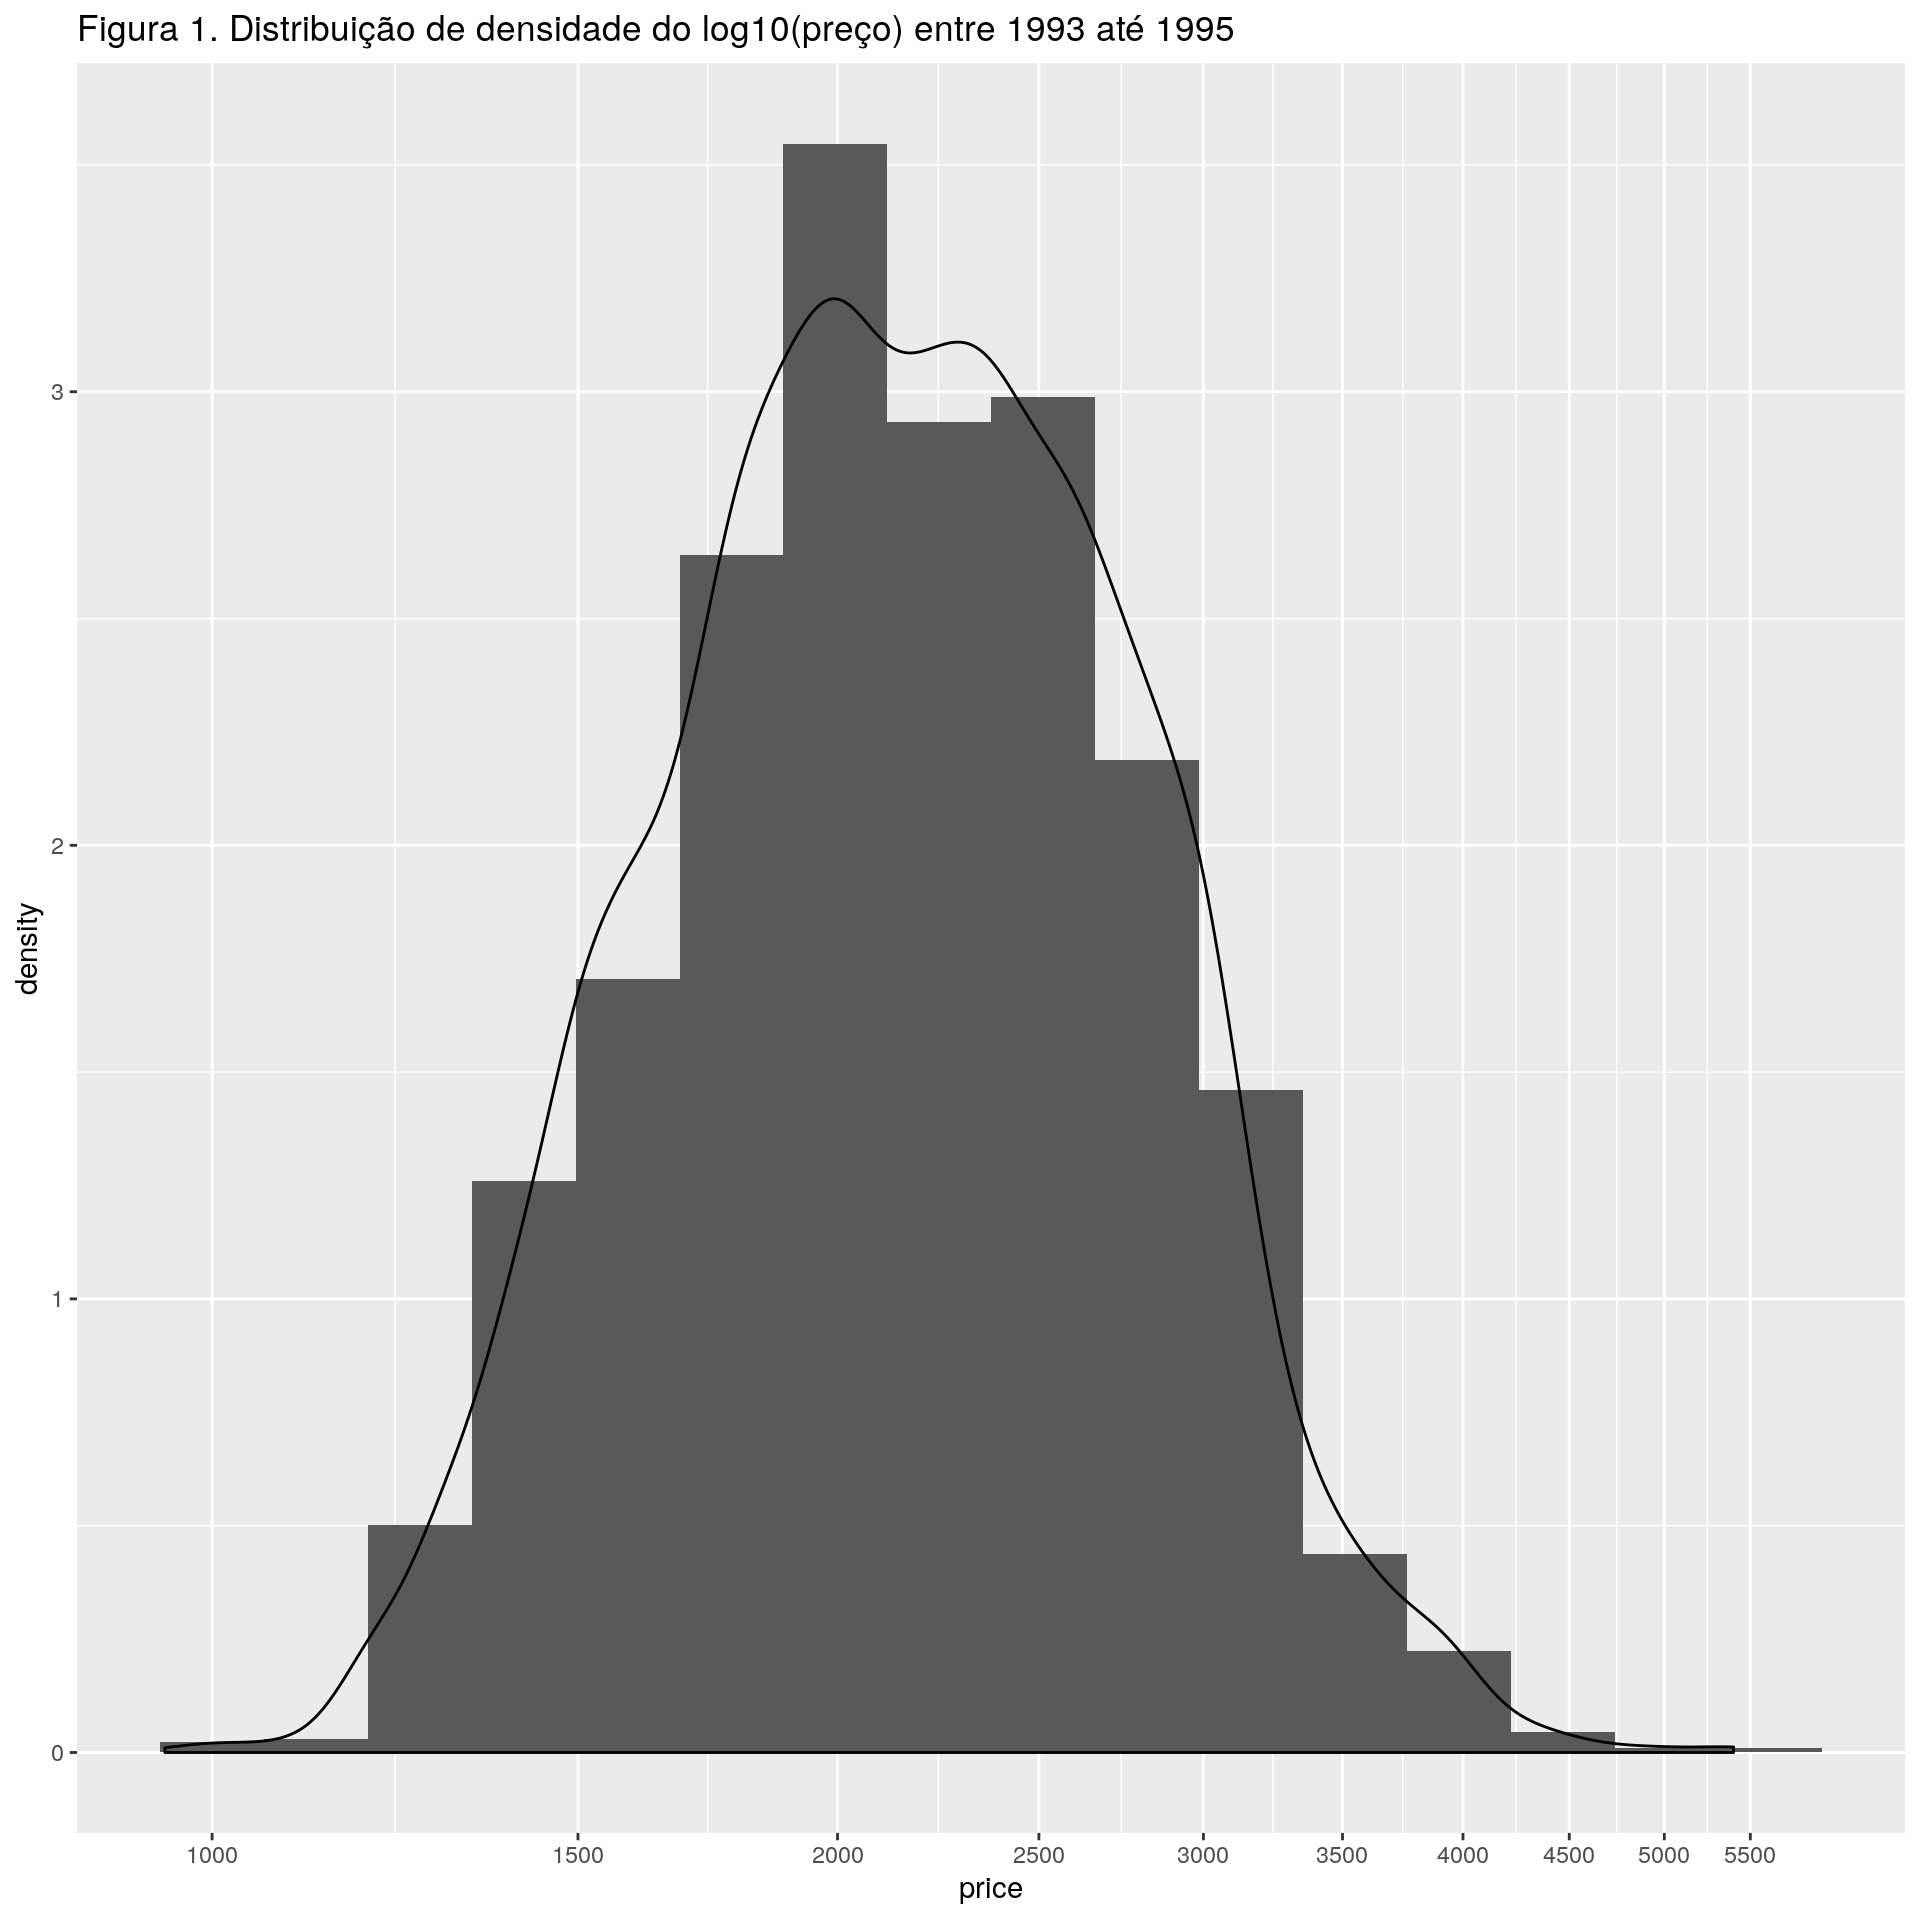 Figura 1. Distribuição de densidade do log10(preço) entre 1993 até 1995
density
3
2
1
0
1000 1500 2000 2500 3000 3500 4000 4500 5000 5500
price